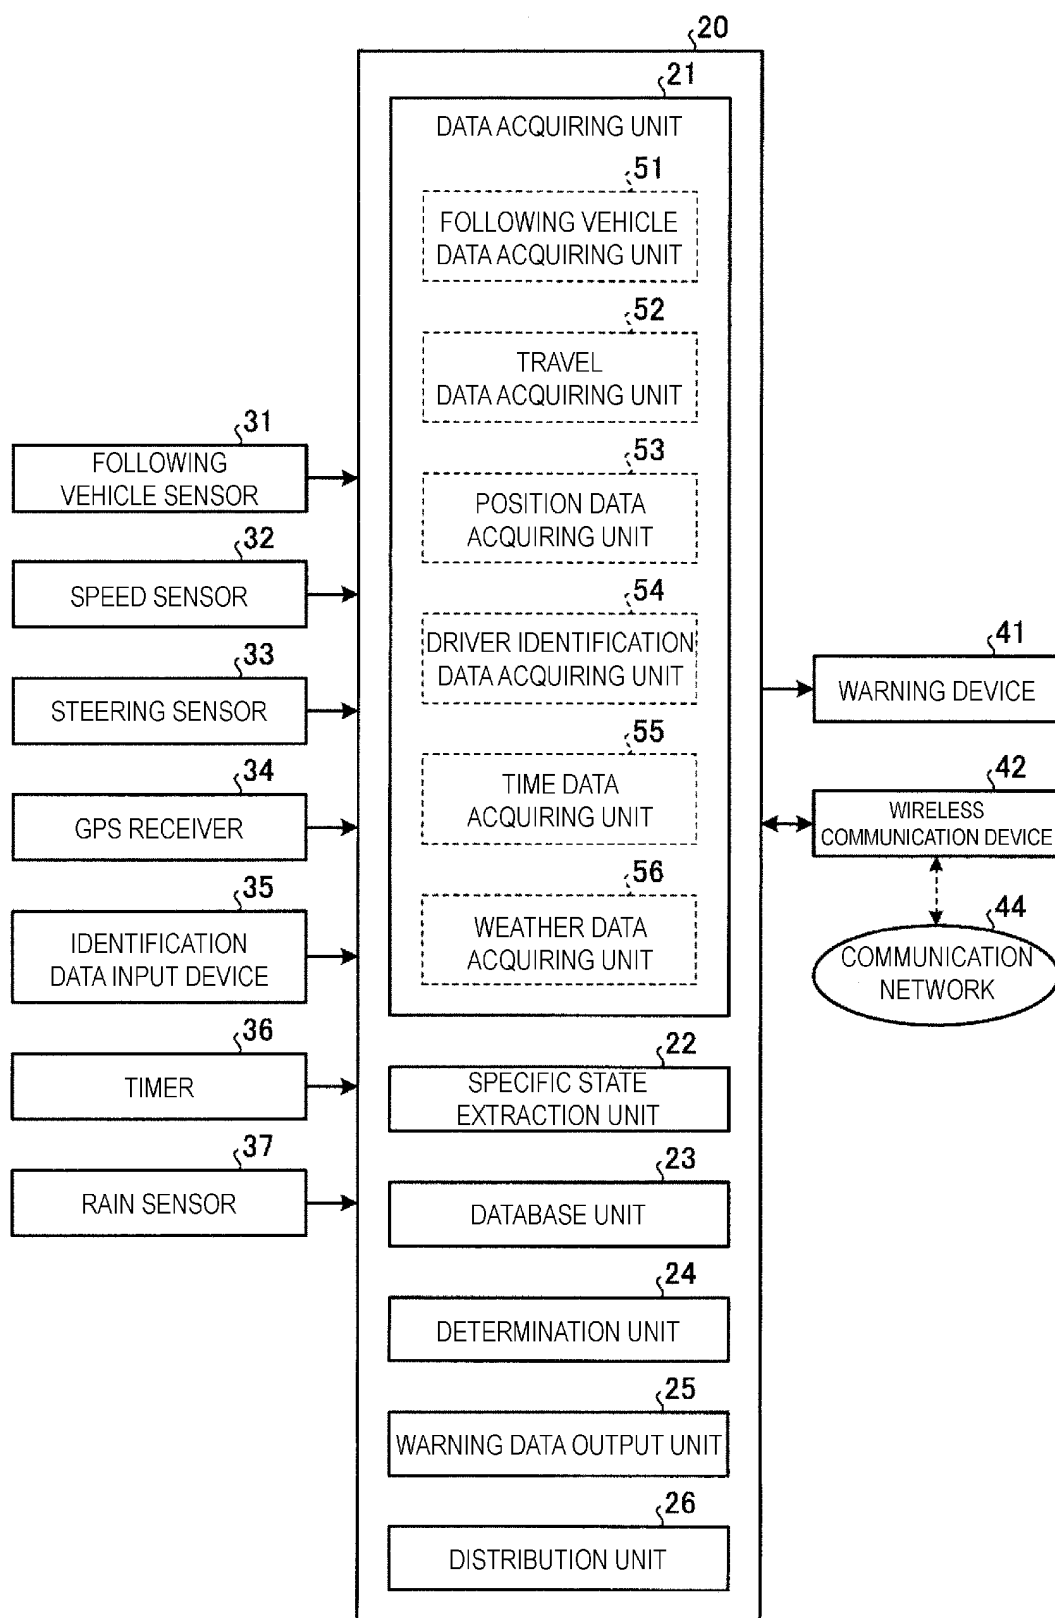 20
21
DATA ACQUIRING UNIT
51
FOLLOWING VEHICLE
DATA ACQUIRING UNIT
52
TRAVEL
DATA ACQUIRING UNIT
53
POSITION DATA
ACQUIRING UNIT
54
DRIVER IDENTIFICATION
DATA ACQUIRING UNIT
55
TIME DATA
ACQUIRING UNIT
56
WEATHER DATA
ACQUIRING UNIT
22
SPECIFIC STATE
EXTRACTION UNIT
23
DATABASE UNIT
24
DETERMINATION UNIT
25
WARNING DATA OUTPUT UNIT
26
DISTRIBUTION UNIT
31
FOLLOWING
VEHICLE SENSOR
32
SPEED SENSOR
33
STEERING SENSOR
34
GPS RECEIVER
35
IDENTIFICATION
DATA INPUT DEVICE
36
TIMER
37
RAIN SENSOR
41
WARNING DEVICE
42
WIRELESS
COMMUNICATION DEVICE
44
COMMUNICATION
NETWORK